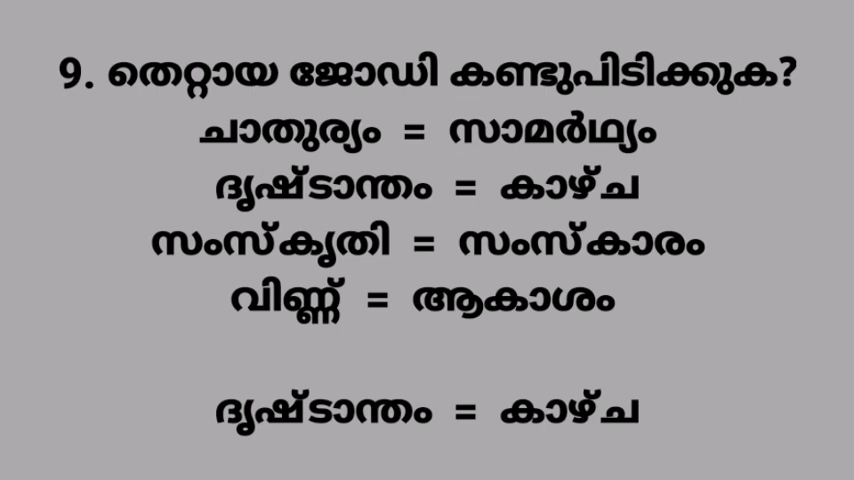 9. തെറ്റായ ജോഡി കണ്ടുപിടിക്കുക?
ചാതുര്യം = സാമർഥ്യം
ദൃഷ്ടാന്തം = കാഴ്ച
സംസ്കൃതി = സംസ്കാരം
വിണ്ണ് = ആകാശം
ദൃഷ്ടാന്തം = കാഴ്ച